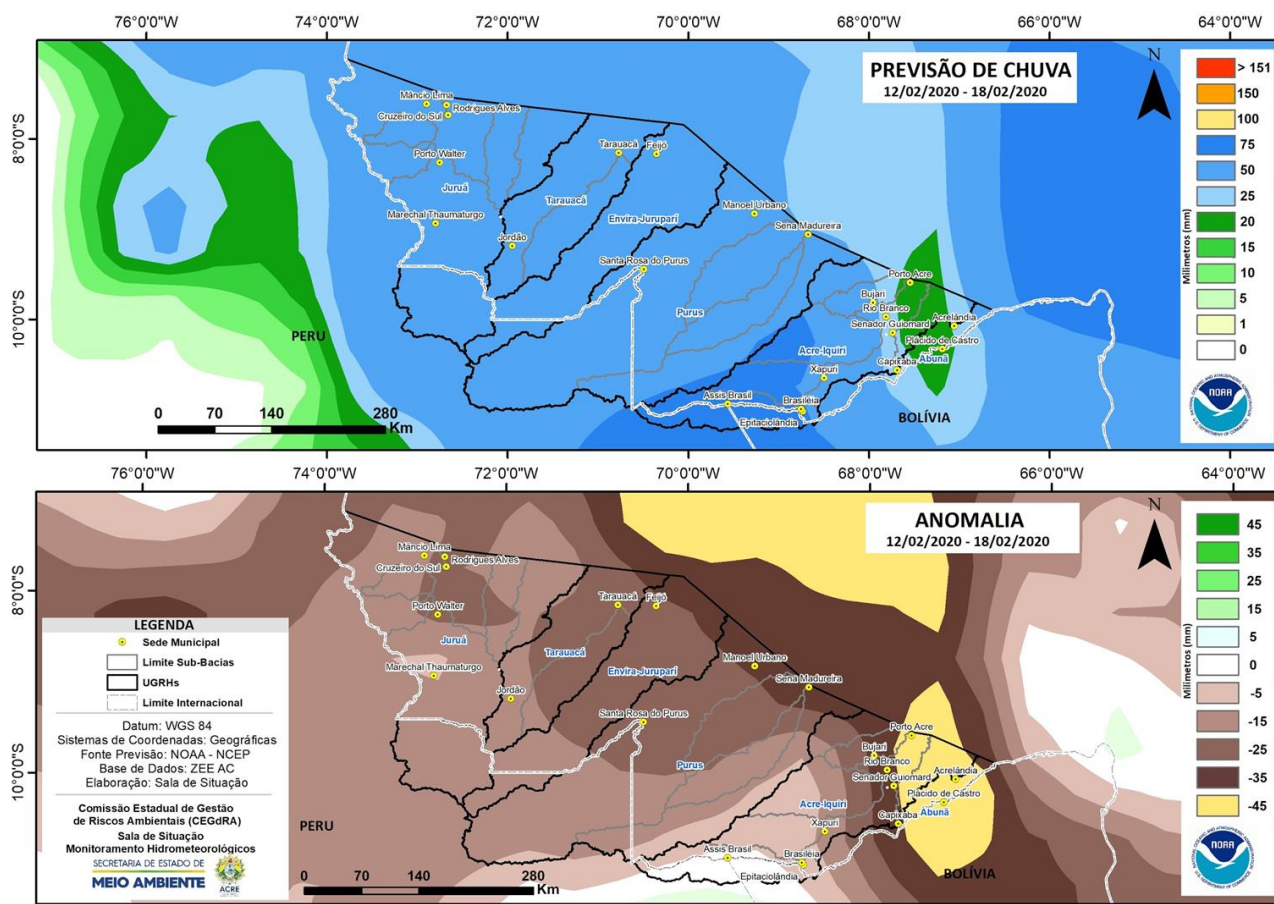 76°0'0"W 74°0'0"W 72°0'0"W 70°0'0"W 68°0'0"W 66°0'0"W 64°0'0"W
PREVISÃO DE CHUVA
12/02/2020 - 18/02/2020
N
> 151
150
100
75
50
25
20
15
10
5
1
0
Milímetros (mm)
8°0'0"S
10°0'0"S
Mâncio Lima
Rodrigues Alves
Cruzeiro do Sul
Porto Walter
Juruá
Marechal Thaumaturgo
Jordão
Tarauacá
Feijó
Tarauacá
Envira-Jurupari
Manoel Urbano
Sena Madureira
Santa Rosa do Purus
Purus
Porto Acre
Bujari
Rio Branco
Senador Guiomard
Acrelândia
Plácido de Castro
Abunã
Capixaba
Acre-Iquiri
Xapuri
Assis Brasil
Brasiléia
Epitaciolândia
PERU
BOLÍVIA
0 70 140 280
Km
NOAA
76°0'0"W 74°0'0"W 72°0'0"W 70°0'0"W 68°0'0"W 66°0'0"W 64°0'0"W
ANOMALIA
12/02/2020 - 18/02/2020
N
45
35
25
15
5
0
-5
-15
-25
-35
-45
Milímetros (mm)
8°0'0"S
10°0'0"S
Mâncio Lima
Rodrigues Alves
Cruzeiro do Sul
Porto Walter
Juruá
Marechal Thaumaturgo
Jordão
Tarauacá
Feijó
Tarauacá
Envira-Jurupari
Manoel Urbano
Sena Madureira
Santa Rosa do Purus
Purus
Porto Acre
Bujari
Rio Branco
Senador Guiomard
Acrelândia
Plácido de Castro
Abunã
Capixaba
Acre-Iquiri
Xapuri
Assis Brasil
Brasiléia
Epitaciolândia
PERU
BOLÍVIA
0 70 140 280
Km
NOAA
LEGENDA
Sede Municipal
Limite Sub-Bacias
UGRHs
Limite Internacional
Datum: WGS 84
Sistemas de Coordenadas: Geográficas
Fonte Previsão: NOAA - NCEP
Base de Dados: ZEE AC
Elaboração: Sala de Situação
Comissão Estadual de Gestão
de Riscos Ambientais (CEGdRA)
Sala de Situação
Monitoramento Hidrometeorológicos
SECRETARIA DE ESTADO DE
MEIO AMBIENTE
ACRE